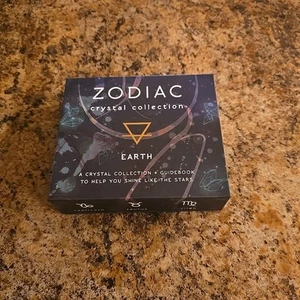 ZODIAC
crystal collection
EARTH
A CRYSTAL COLLECTION + GUIDEBOOK
TO HELP YOU SHINE LIKE THE STARS